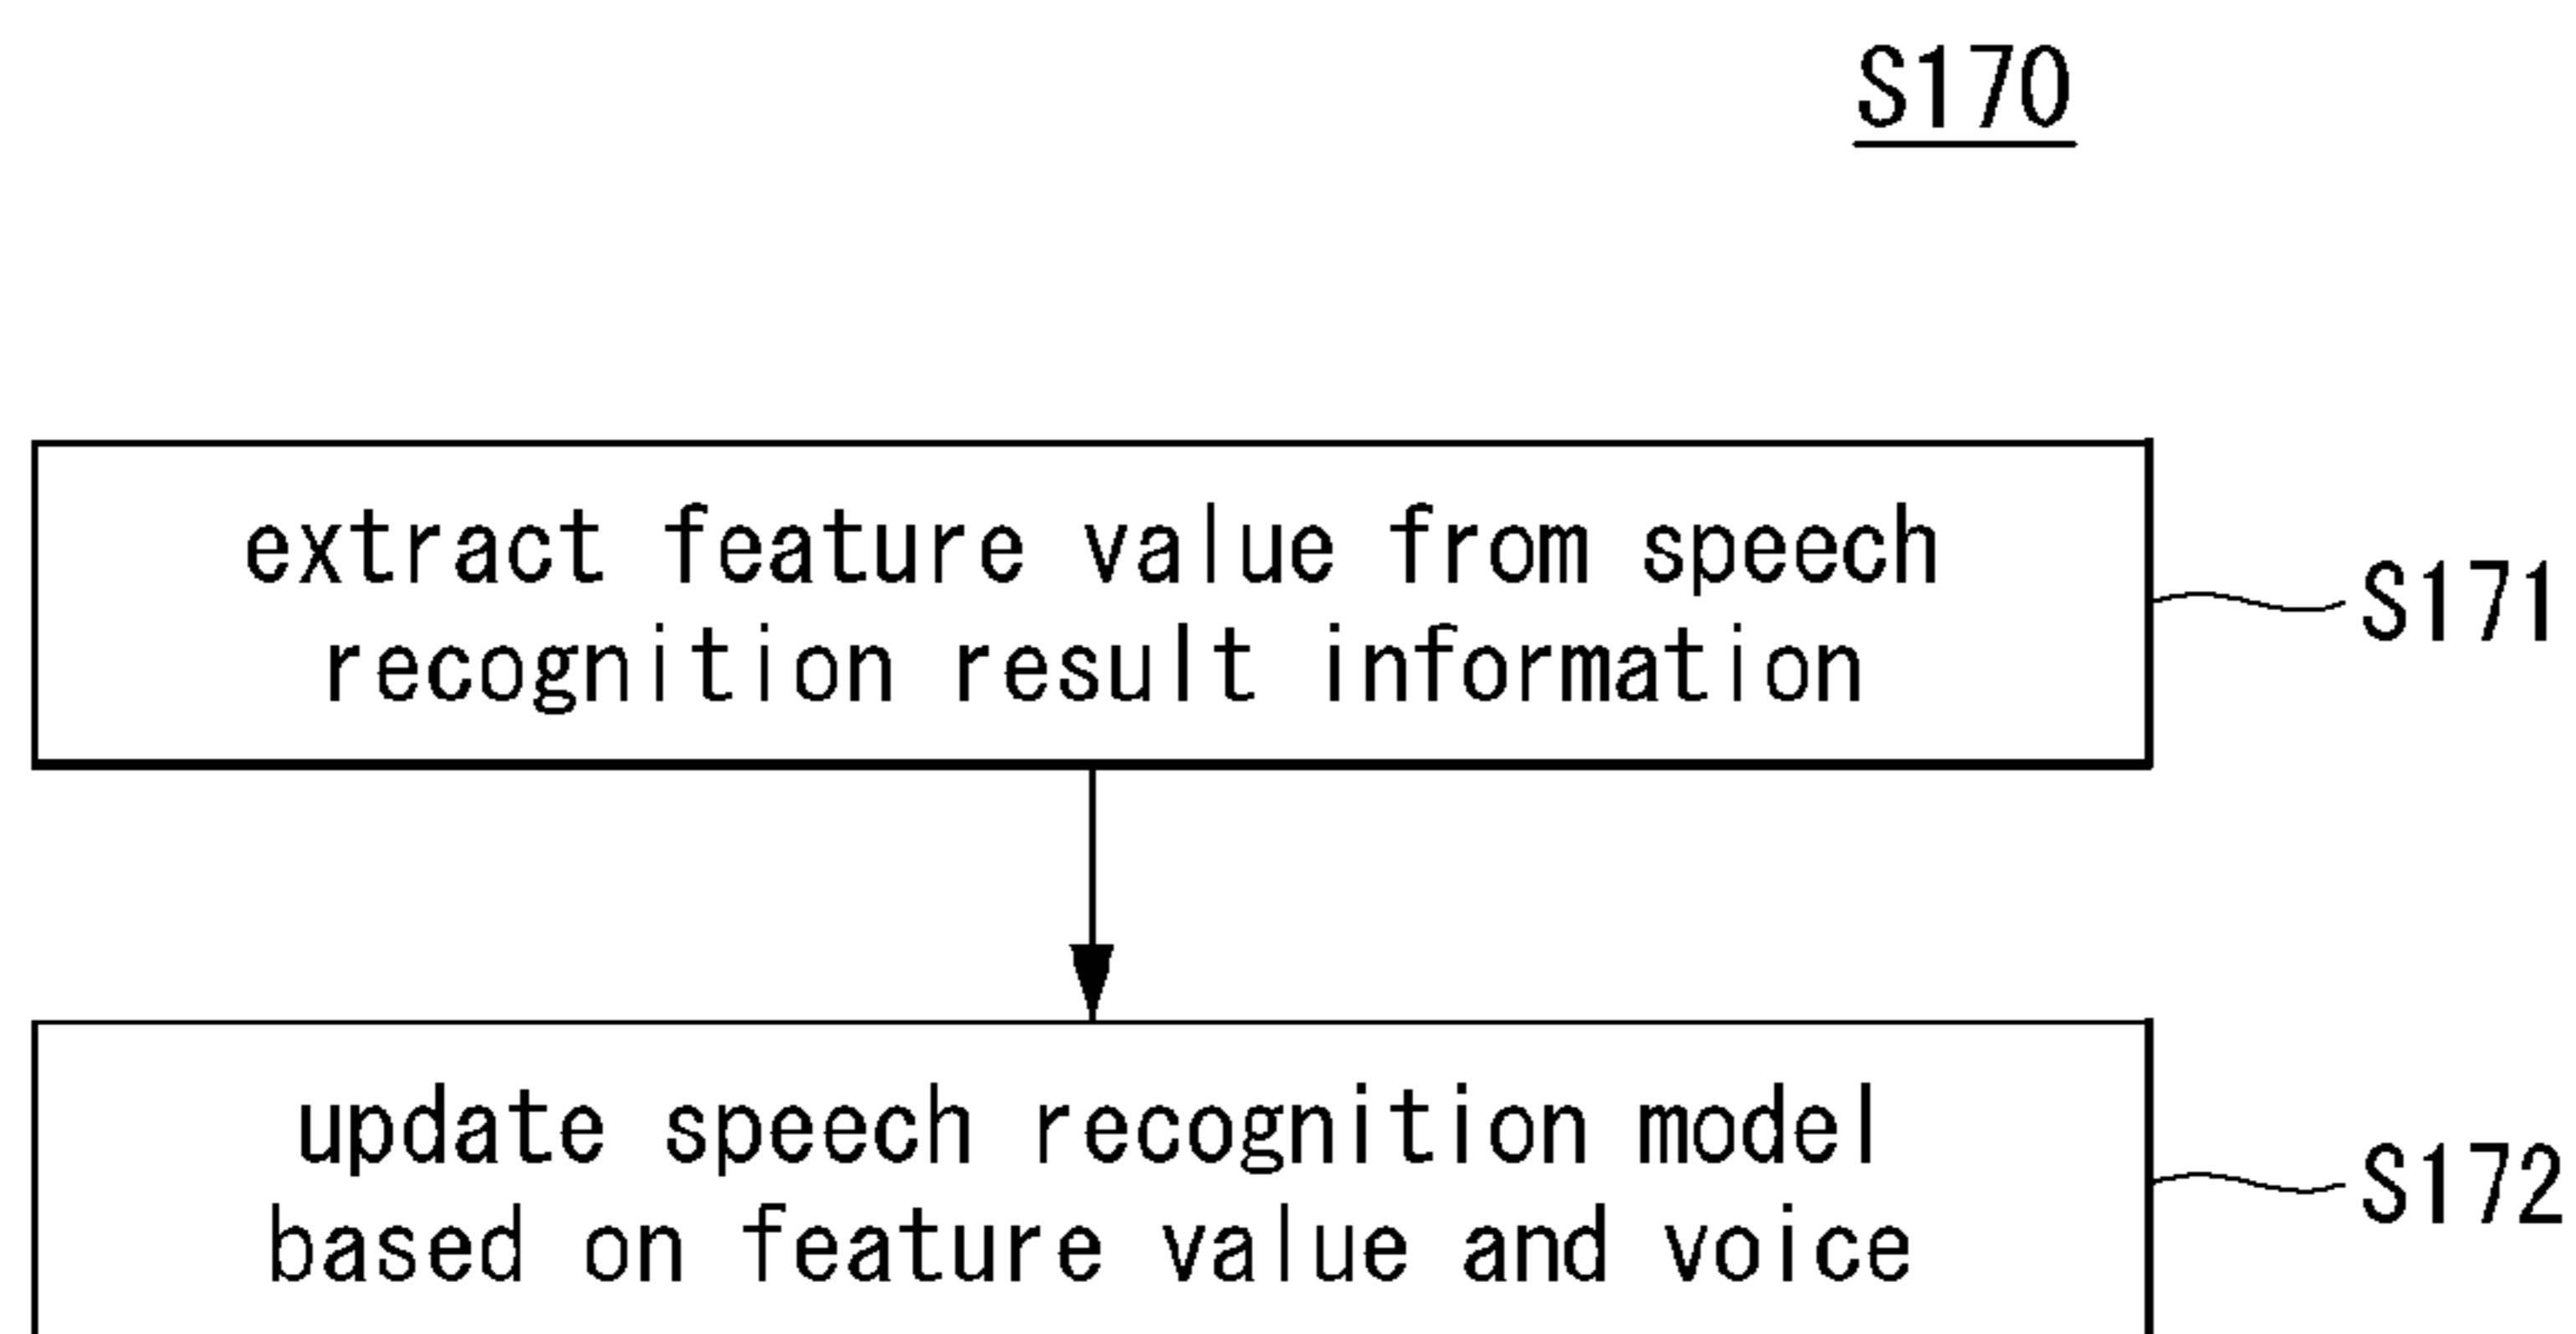 S170
extract feature value from speech
recognition result information
S171
update speech recognition model
based on feature value and voice
S172